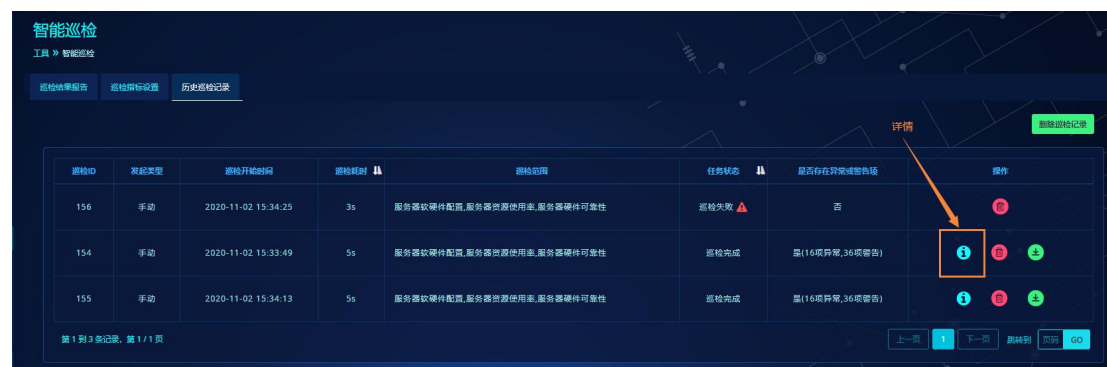 智能巡检
工具 » 智能巡检
巡检结果报告 巡检指标设置 历史巡检记录
详情
删除巡检记录
巡检ID 发起类型 巡检开始时间 巡检耗时 巡检范围 任务状态 是否存在异常或警告项 操作
156 手动 2020-11-02 15:34:25 3s 服务器软硬件配置,服务器资源使用率,服务器硬件可靠性 巡检失败 否
154 手动 2020-11-02 15:33:49 5s 服务器软硬件配置,服务器资源使用率,服务器硬件可靠性 巡检完成 是(16项异常,36项警告)
155 手动 2020-11-02 15:34:13 5s 服务器软硬件配置,服务器资源使用率,服务器硬件可靠性 巡检完成 是(16项异常,36项警告)
第 1 到 3 条记录, 第 1 / 1 页 上一页 1 下一页 跳转到 页码 GO